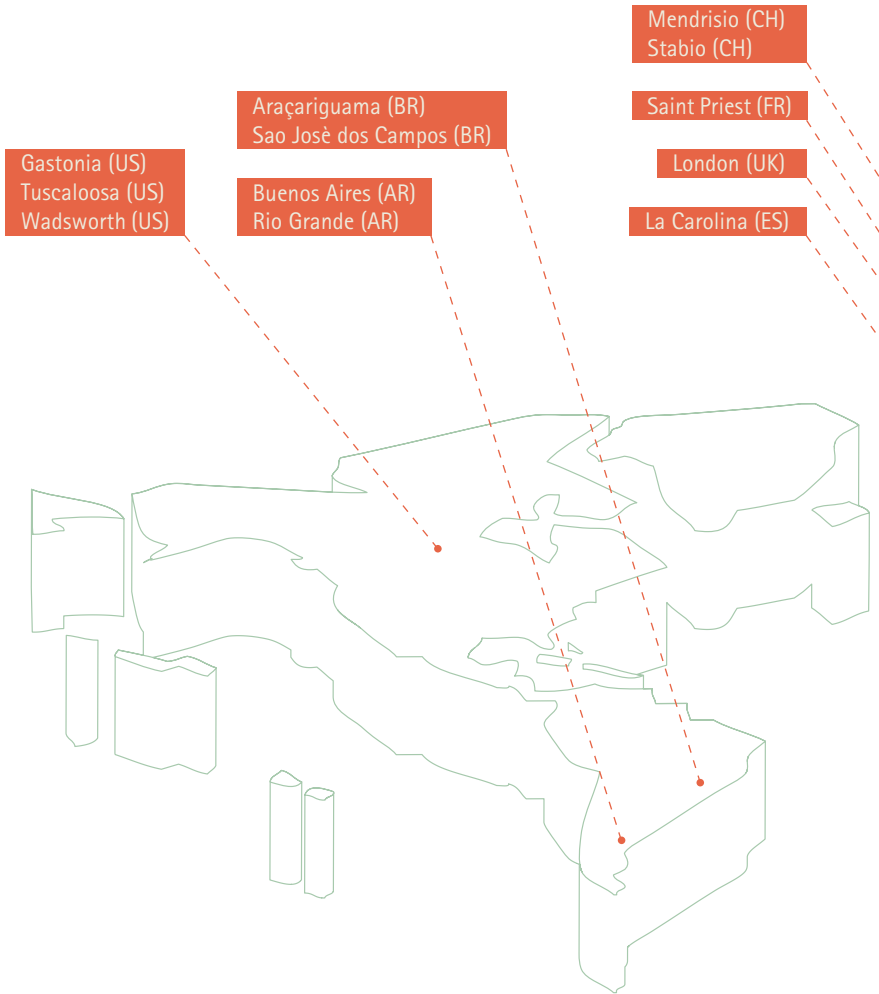 Mendrisio (CH)
Stabio (CH)
Araçariguama (BR)
Sao Josè dos Campos (BR)
Saint Priest (FR)
Gastonia (US)
Tuscaloosa (US)
Wadsworth (US)
London (UK)
Buenos Aires (AR)
Rio Grande (AR)
La Carolina (ES)